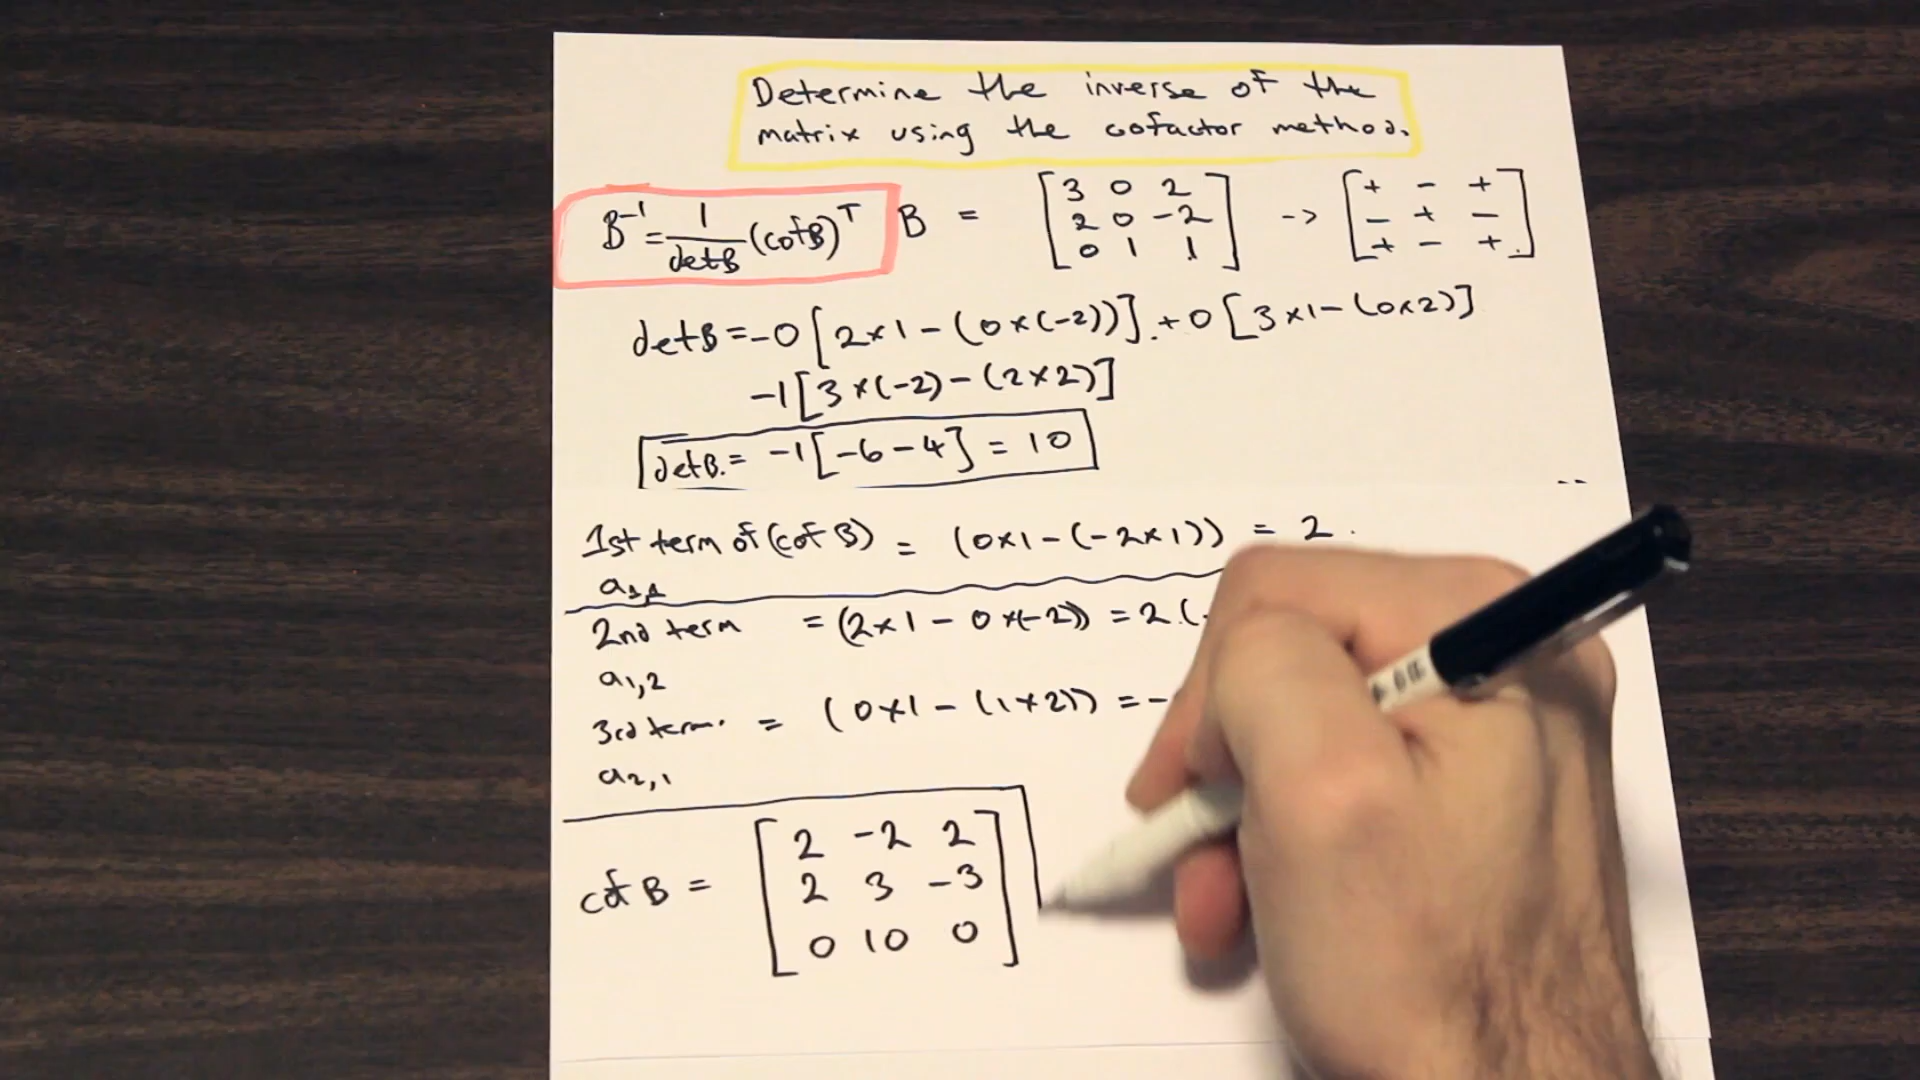 Determine the inverse of the
matrix using the cofactor method.
B⁻¹ = 1/detB (cofB)ᵀ
B = [3 0 2
2 0 -2
0 1 1] -> [+ - +
- + -
+ - +]
detB = -0[2×1-(0×(-2))]+0[3×1-(0×2)]
-1[3×(-2)-(2×2)]
detB = -1[-6-4] = 10
1st term of (cof B) = (0×1-(-2×1)) = 2
a1,1
2nd term = (2×1-0×(-2)) = 2(-
a1,2
3rd term = (0×1-(1×2)) = -
a2,1
cof B = [2 -2 2
2 3 -3
0 10 0]